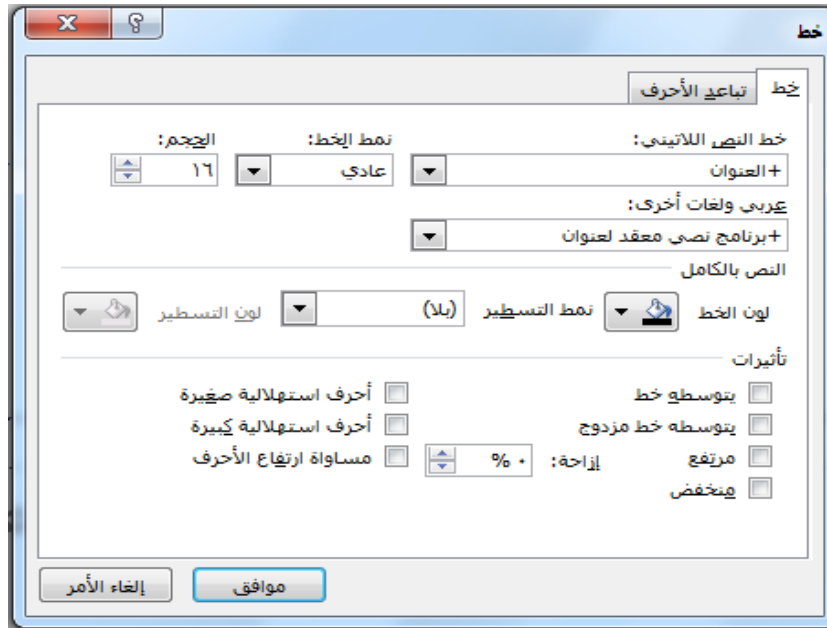 خط
خط تباعد الأحرف
خط النص اللاتيني: نمط الخط: الحجم:
+العنوان عادي ١٦
عربي ولغات أخرى:
+برنامج نصي معقد لعنوان
النص بالكامل
لون الخط نمط التسطير (بلا) لون التسطير
تأثيرات
يتوسطه خط أحرف استهلالية صغيرة
يتوسطه خط مزدوج أحرف استهلالية كبيرة
مرتفع إزاحة: ٠ % مساواة ارتفاع الأحرف
منخفض
موافق إلغاء الأمر